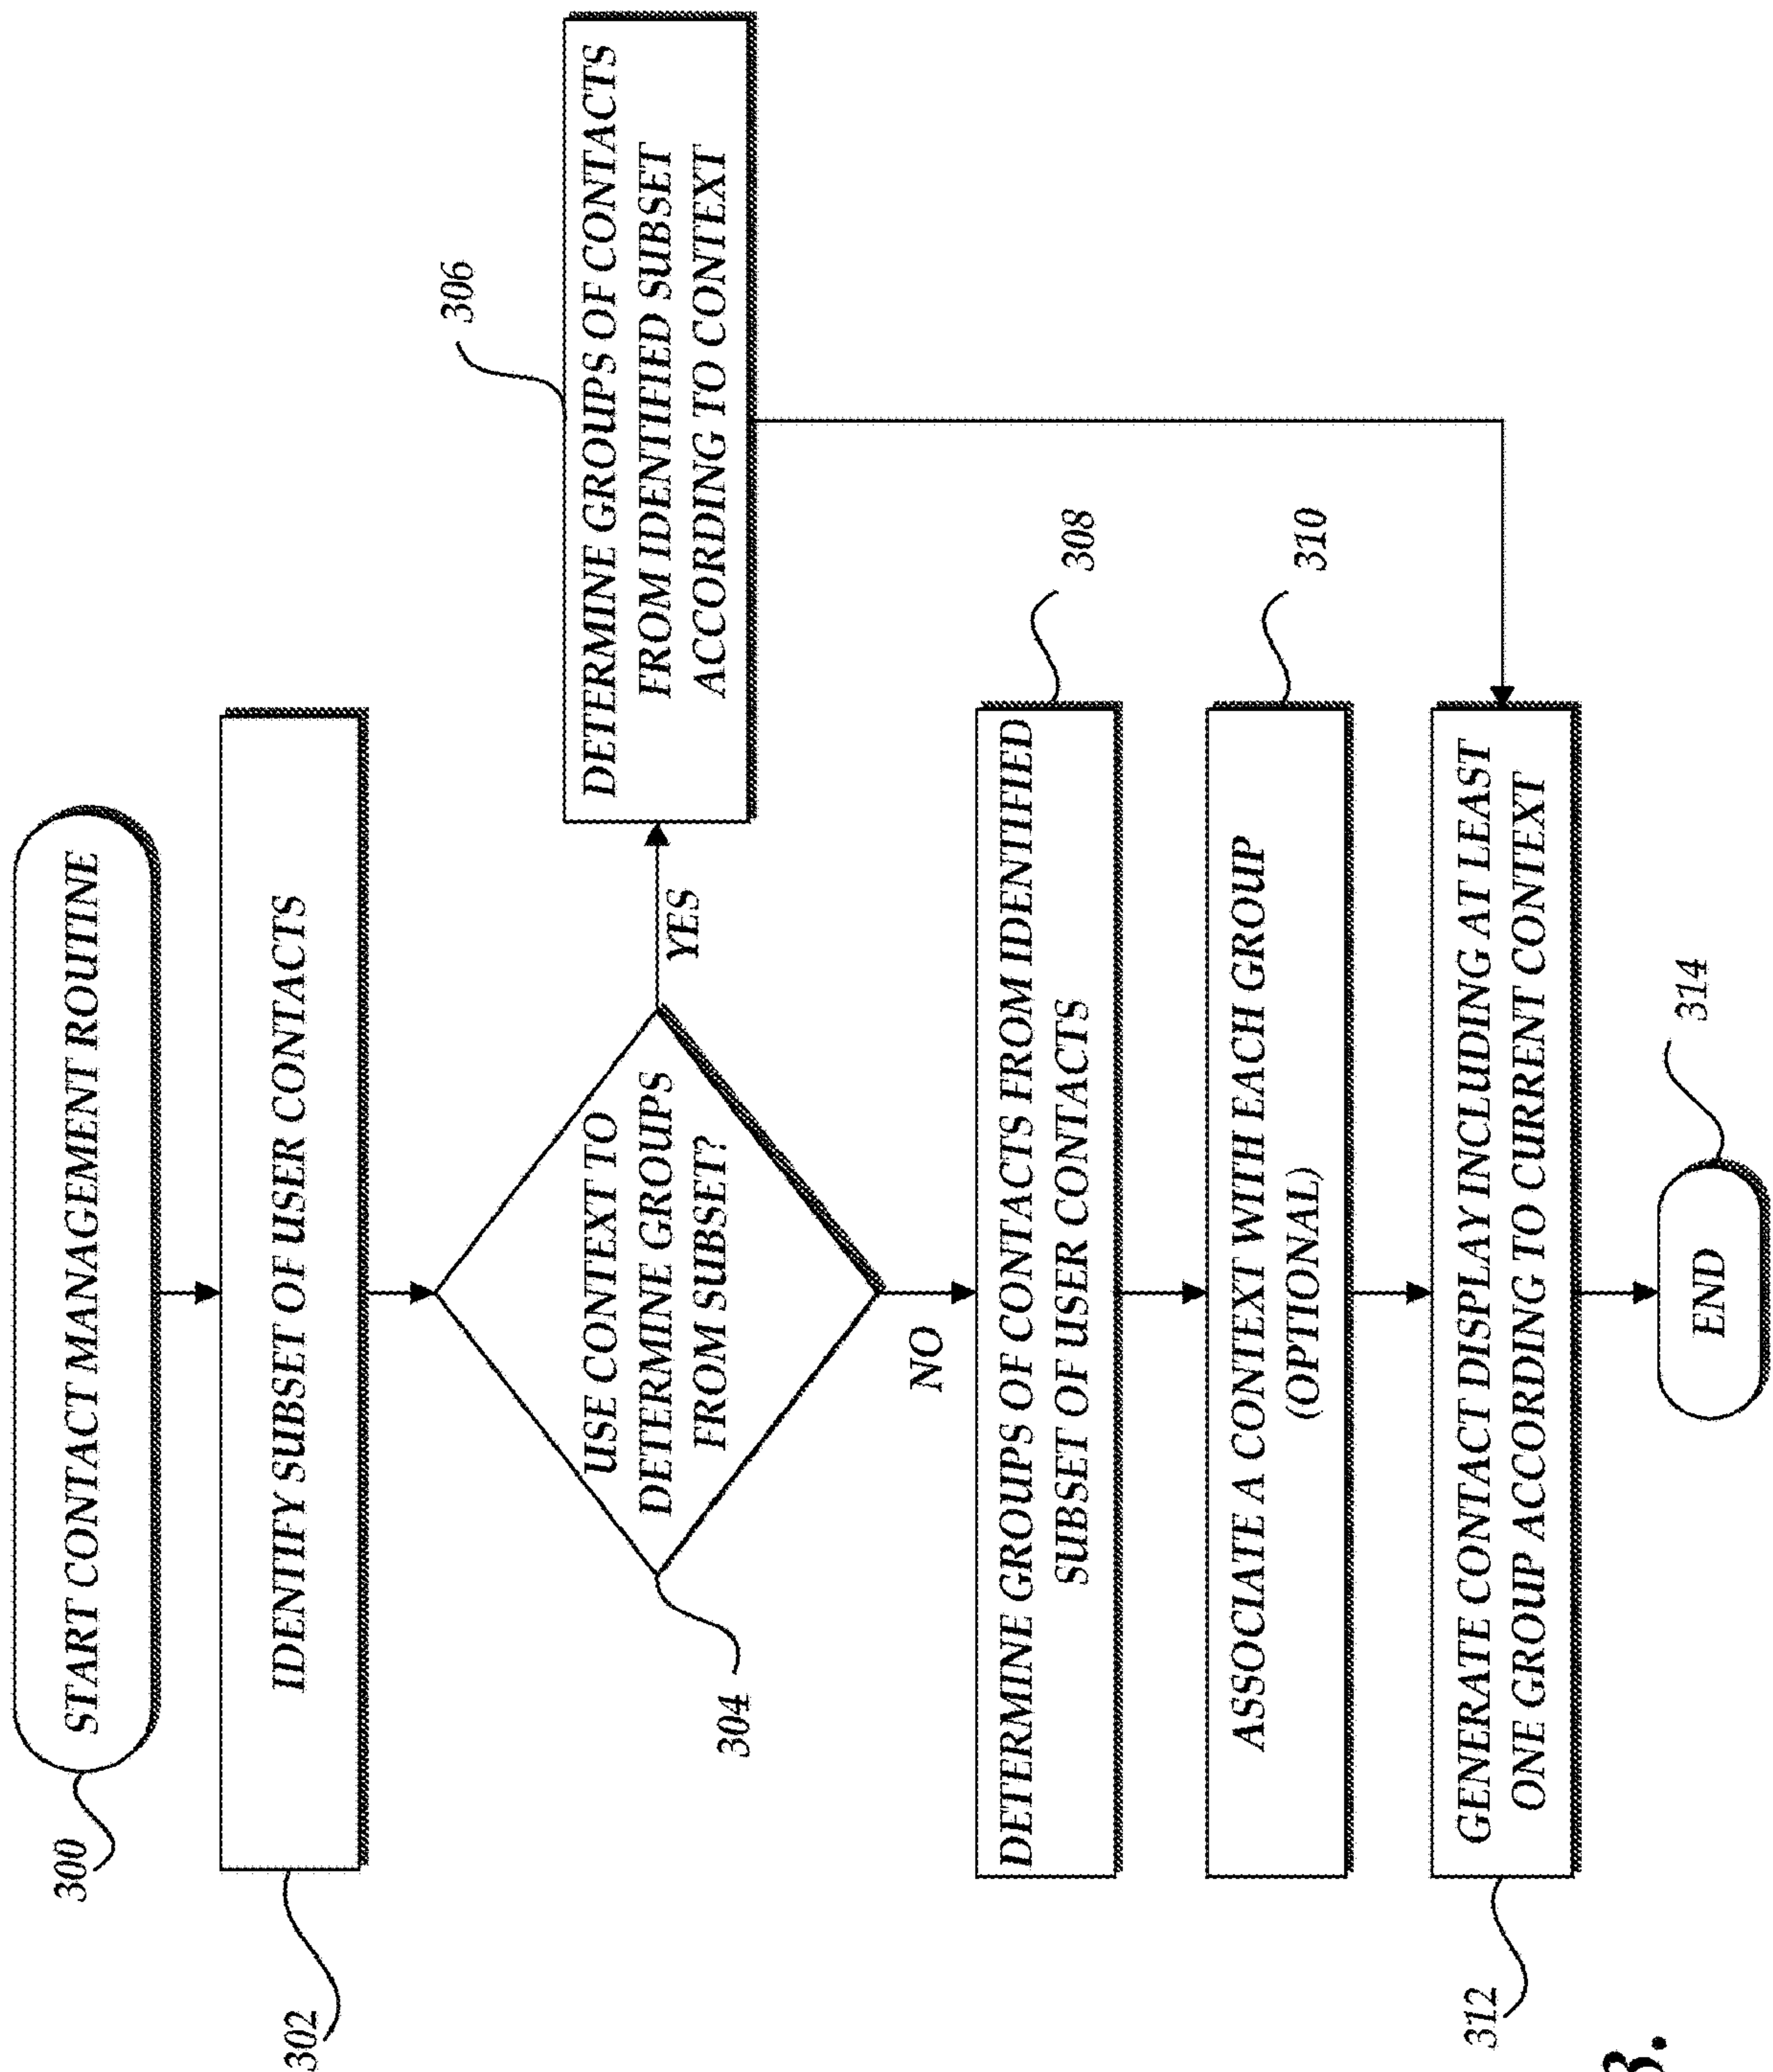 300
START CONTACT MANAGEMENT ROUTINE
302
IDENTIFY SUBSET OF USER CONTACTS
304
USE CONTEXT TO
DETERMINE GROUPS
FROM SUBSET?
YES
306
DETERMINE GROUPS OF CONTACTS
FROM IDENTIFIED SUBSET
ACCORDING TO CONTEXT
NO
308
DETERMINE GROUPS OF CONTACTS FROM IDENTIFIED
SUBSET OF USER CONTACTS
310
ASSOCIATE A CONTEXT WITH EACH GROUP
(OPTIONAL)
312
GENERATE CONTACT DISPLAY INCLUDING AT LEAST
ONE GROUP ACCORDING TO CURRENT CONTEXT
314
END
3.